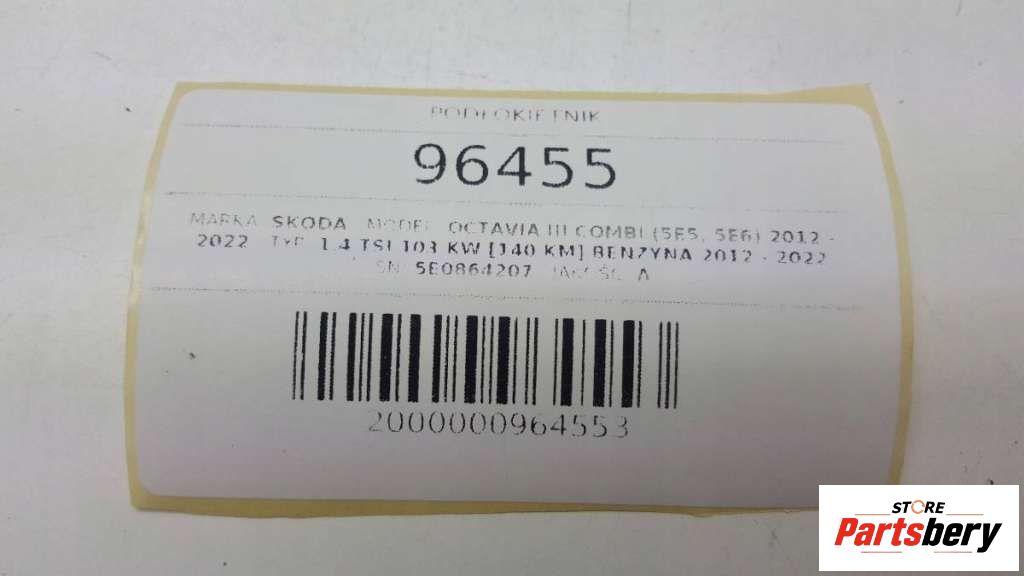 PODŁOKIETNIK
96455
MARKA: SKODA, MODEL: OCTAVIA III COMBI (5E5, 5E6) 2012 -
2022, TYP: 1.4 TSI 103 KW [140 KM] BENZYNA 2012 - 2022
, SN: 5E0864207, JAKOŚĆ: A
2000000964553
STORE
Partsbery